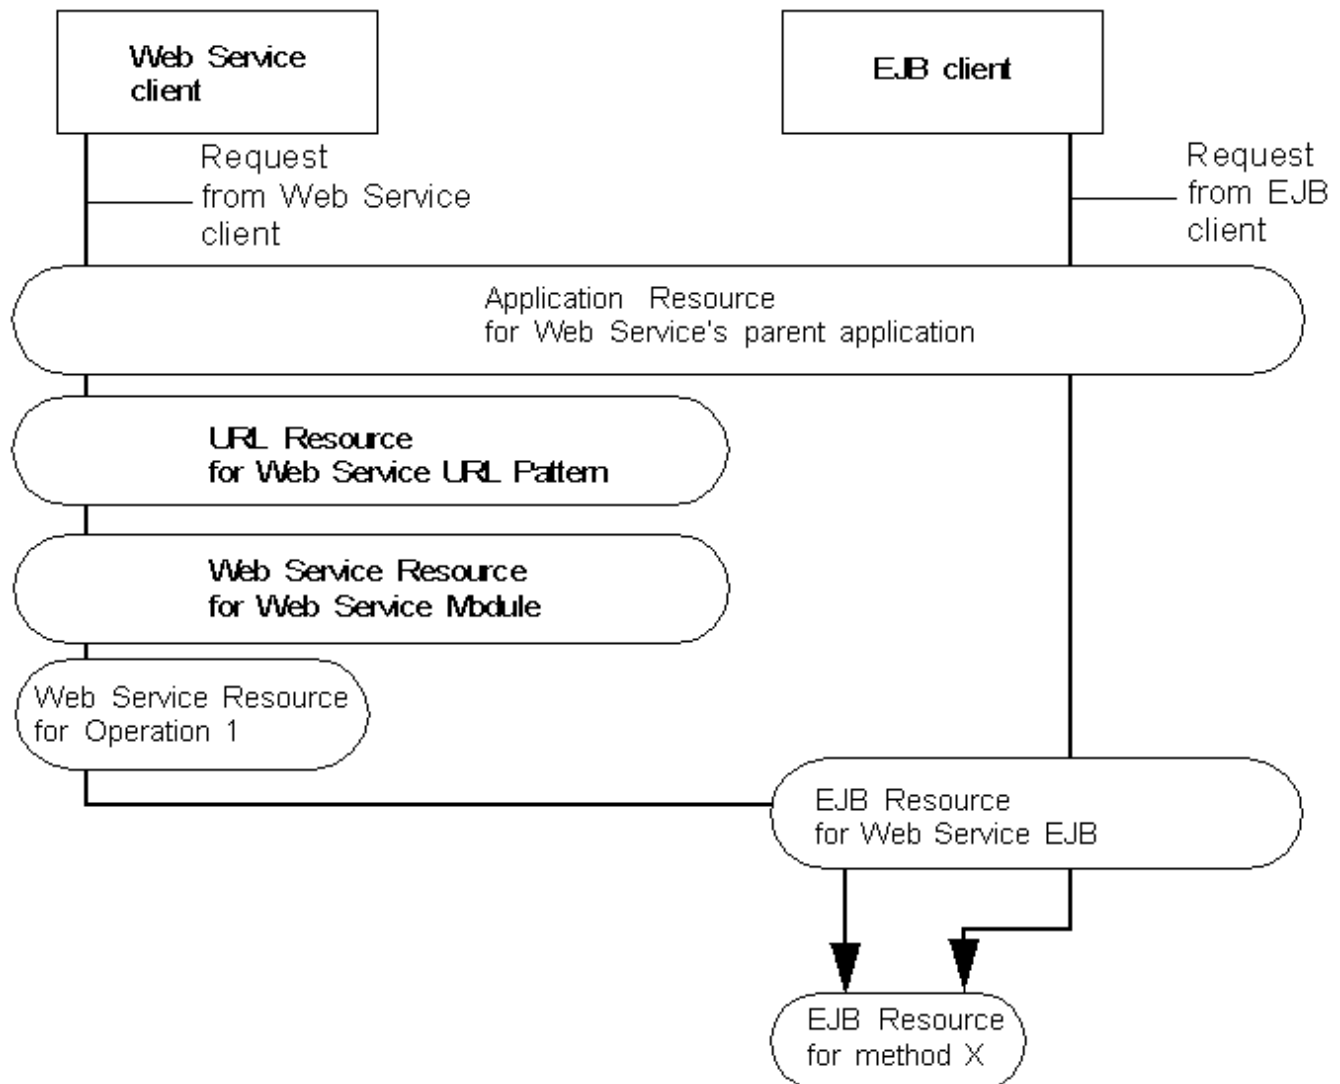 Web Service
client
EJB client
Request
from Web Service
client
Request
from EJB
client
Application Resource
for Web Service's parent application
URL Resource
for Web Service URL Pattern
Web Service Resource
for Web Service Module
Web Service Resource
for Operation 1
EJB Resource
for Web Service EJB
EJB Resource
for method X